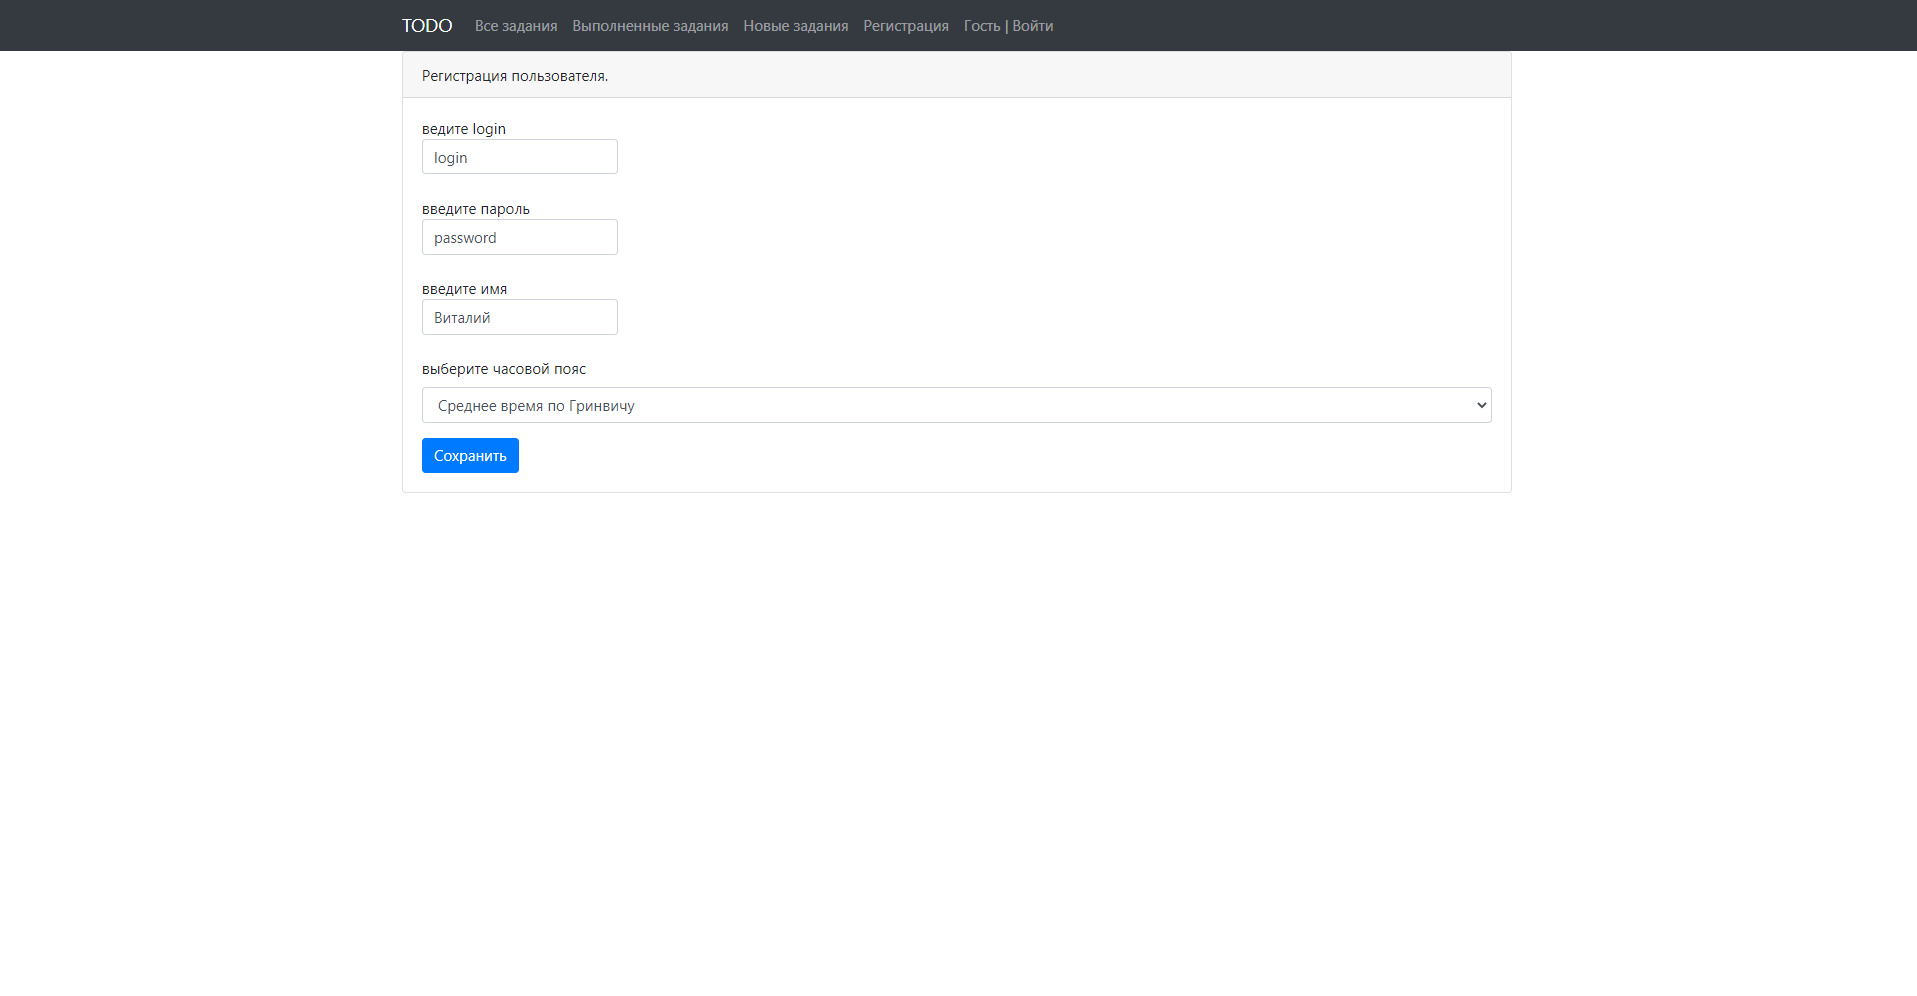 TODO Все задания Выполненные задания Новые задания Регистрация Гость | Войти
Регистрация пользователя.
ведите login
login
введите пароль
password
введите имя
Виталий
выберите часовой пояс
Среднее время по Гринвичу
Сохранить